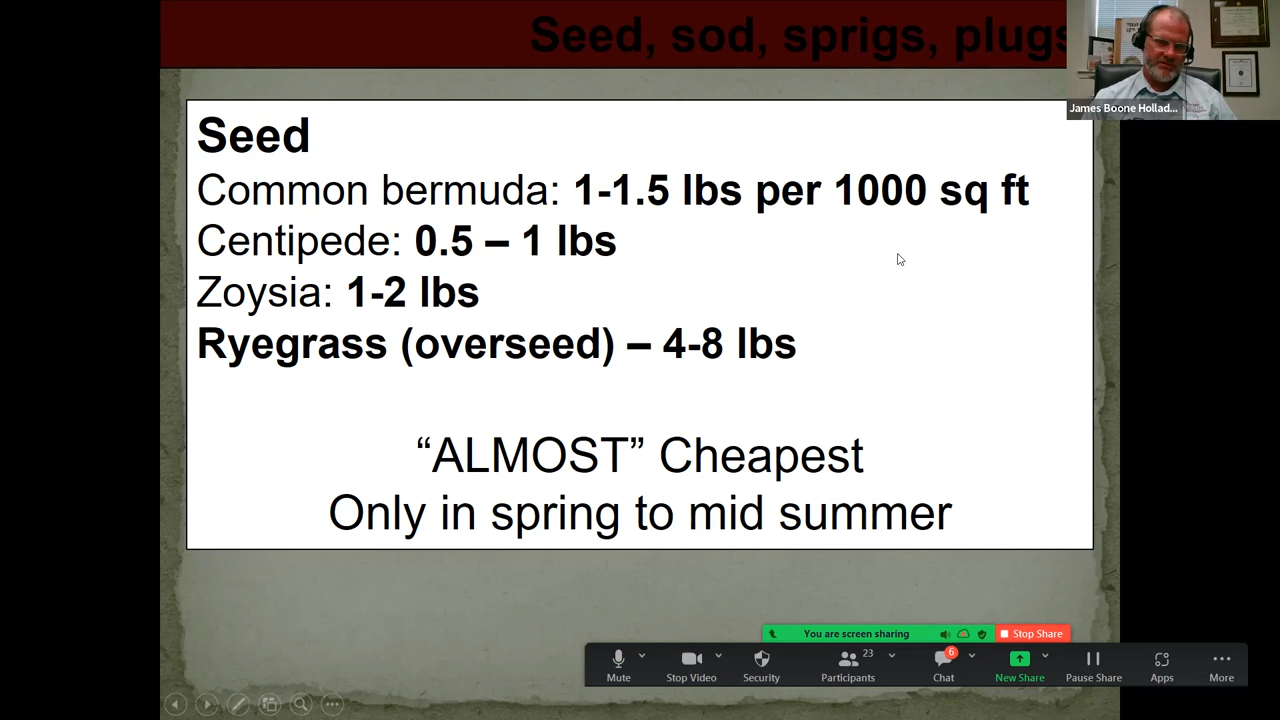 Seed, sod, sprigs, plugs
James Boone Hollad...
Seed
Common bermuda: 1-1.5 lbs per 1000 sq ft
Centipede: 0.5 – 1 lbs
Zoysia: 1-2 lbs
Ryegrass (overseed) – 4-8 lbs
“ALMOST” Cheapest
Only in spring to mid summer
You are screen sharing
Stop Share
23
6
Mute
Stop Video
Security
Participants
Chat
New Share
Pause Share
Apps
More